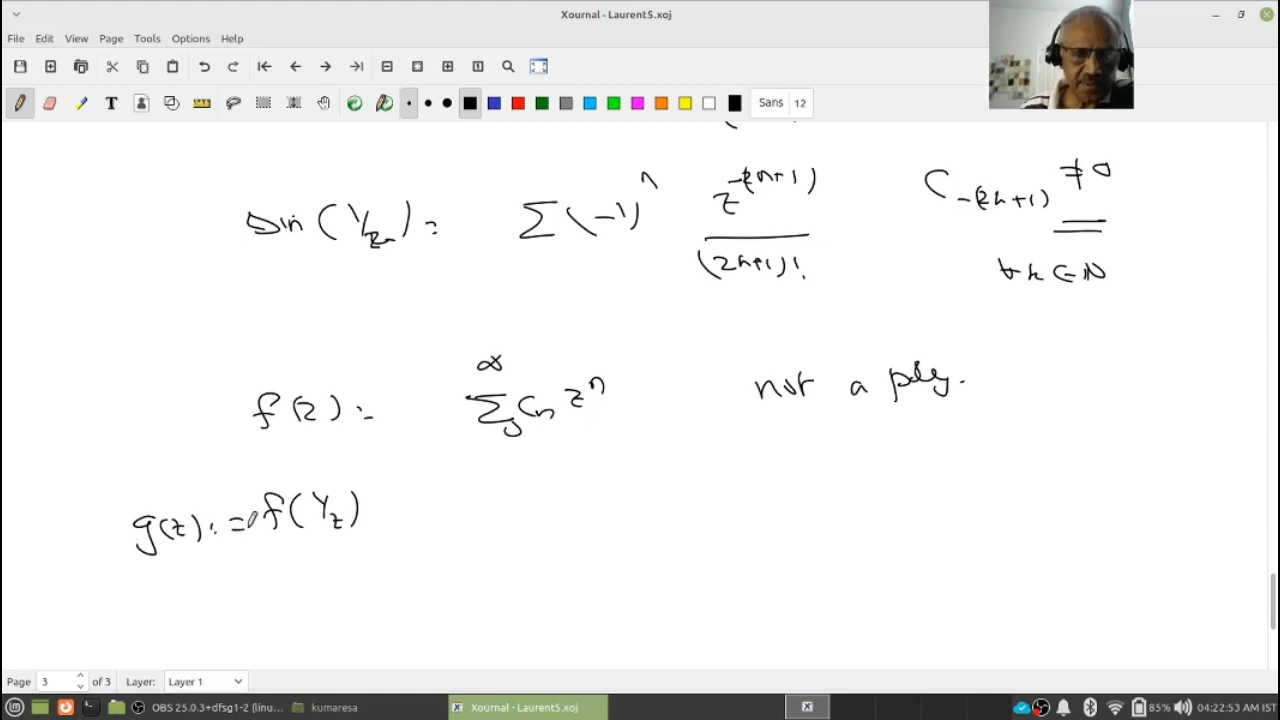 Xournal - Laurent5.xoj
File Edit View Page Tools Options Help
Sans 12
Sin (1/z) = Σ (-1)^n z^-(2n+1) / (2n+1)! C_-(2n+1) ≠ 0
∀ n ∈ N
f(z) := Σ_0^∞ C_n z^n not a poly.
g(z) := f(1/z)
Page 3 of 3 Layer: Layer 1
OBS 25.0.3+dfsg1-2 (linu... kumaresa Xournal - Laurent5.xoj 85% 04:22:53 AM IST